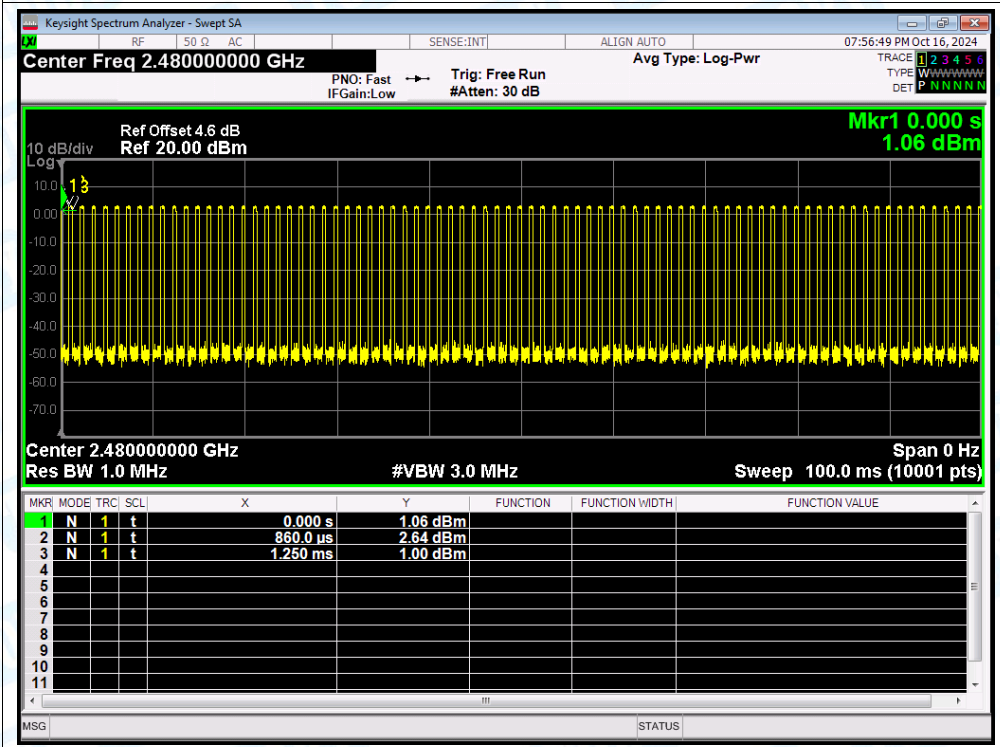 Keysight Spectrum Analyzer - Swept SA
LXI RF 50 Ω AC SENSE:INT ALIGN AUTO 07:56:49 PM Oct 16, 2024
Center Freq 2.480000000 GHz
Avg Type: Log-Pwr
TRACE 1 2 3 4 5 6
PNO: Fast Trig: Free Run
TYPE WWWWWW
IFGain:Low #Atten: 30 dB
DET P N N N N N
Mkr1 0.000 s
1.06 dBm
Ref Offset 4.6 dB
10 dB/div Ref 20.00 dBm
Log
10.0
13
0.00
-10.0
-20.0
-30.0
-40.0
-50.0
-60.0
-70.0
Center 2.480000000 GHz Span 0 Hz
Res BW 1.0 MHz #VBW 3.0 MHz Sweep 100.0 ms (10001 pts)
MKR MODE TRC SCL X Y FUNCTION FUNCTION WIDTH FUNCTION VALUE
1 N 1 t 0.000 s 1.06 dBm
2 N 1 t 860.0 µs 2.64 dBm
3 N 1 t 1.250 ms 1.00 dBm
4
5
6
7
8
9
10
11
MSG STATUS